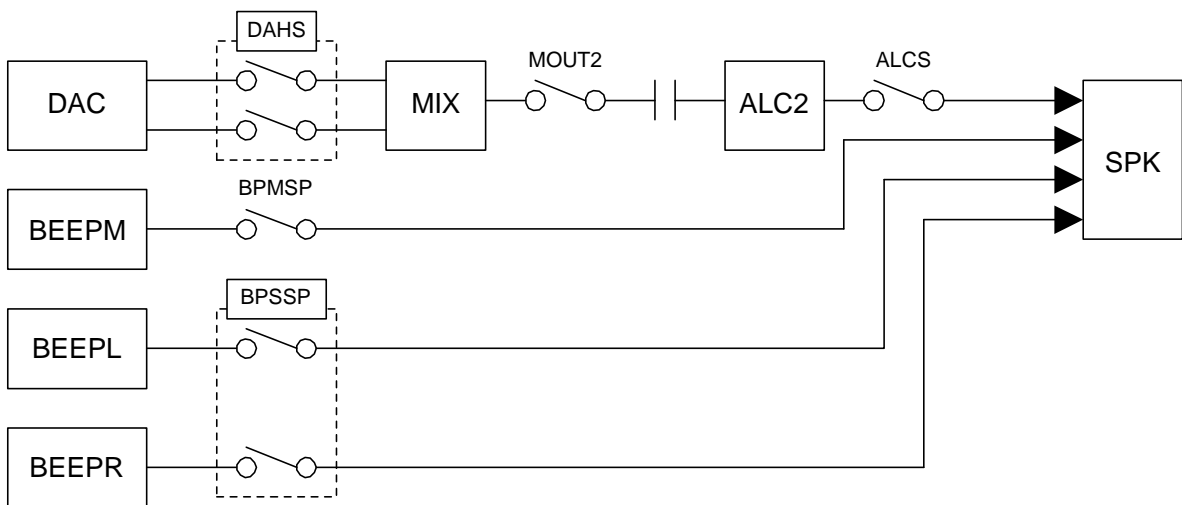 DAHS
MOUT2
ALCS
DAC
MIX
ALC2
SPK
BPMSP
BEEPM
BPSSP
BEEPL
BEEPR